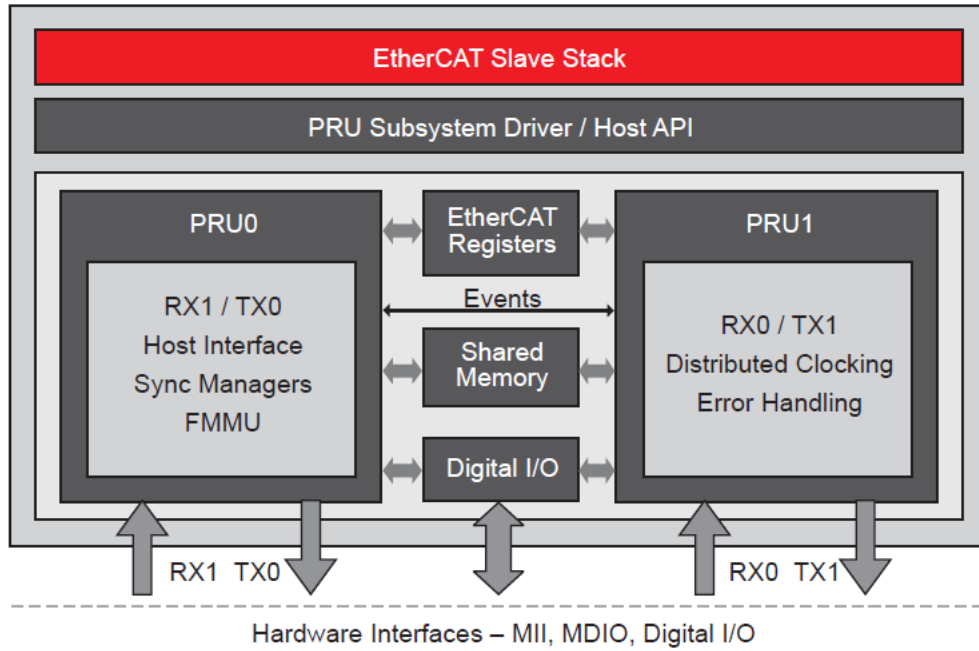 EtherCAT Slave Stack
PRU Subsystem Driver / Host API
PRU0
RX1 / TX0
Host Interface
Sync Managers
FMMU
EtherCAT
Registers
Events
Shared
Memory
Digital I/O
PRU1
RX0 / TX1
Distributed Clocking
Error Handling
RX1 TX0
RX0 TX1
Hardware Interfaces – MII, MDIO, Digital I/O